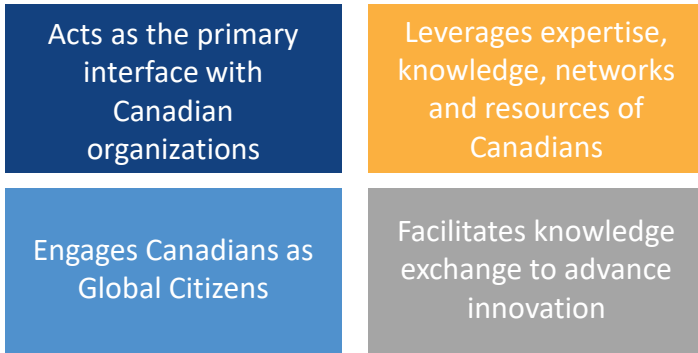 Acts as the primary
interface with
Canadian
organizations
Leverages expertise,
knowledge, networks
and resources of
Canadians
Engages Canadians as
Global Citizens
Facilitates knowledge
exchange to advance
innovation